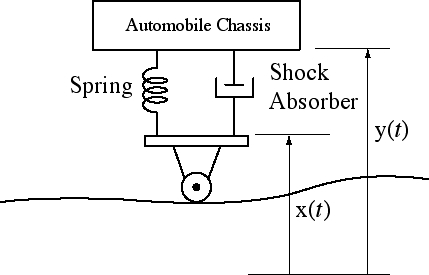 Automobile Chassis
Spring
Shock
Absorber
y(t)
x(t)